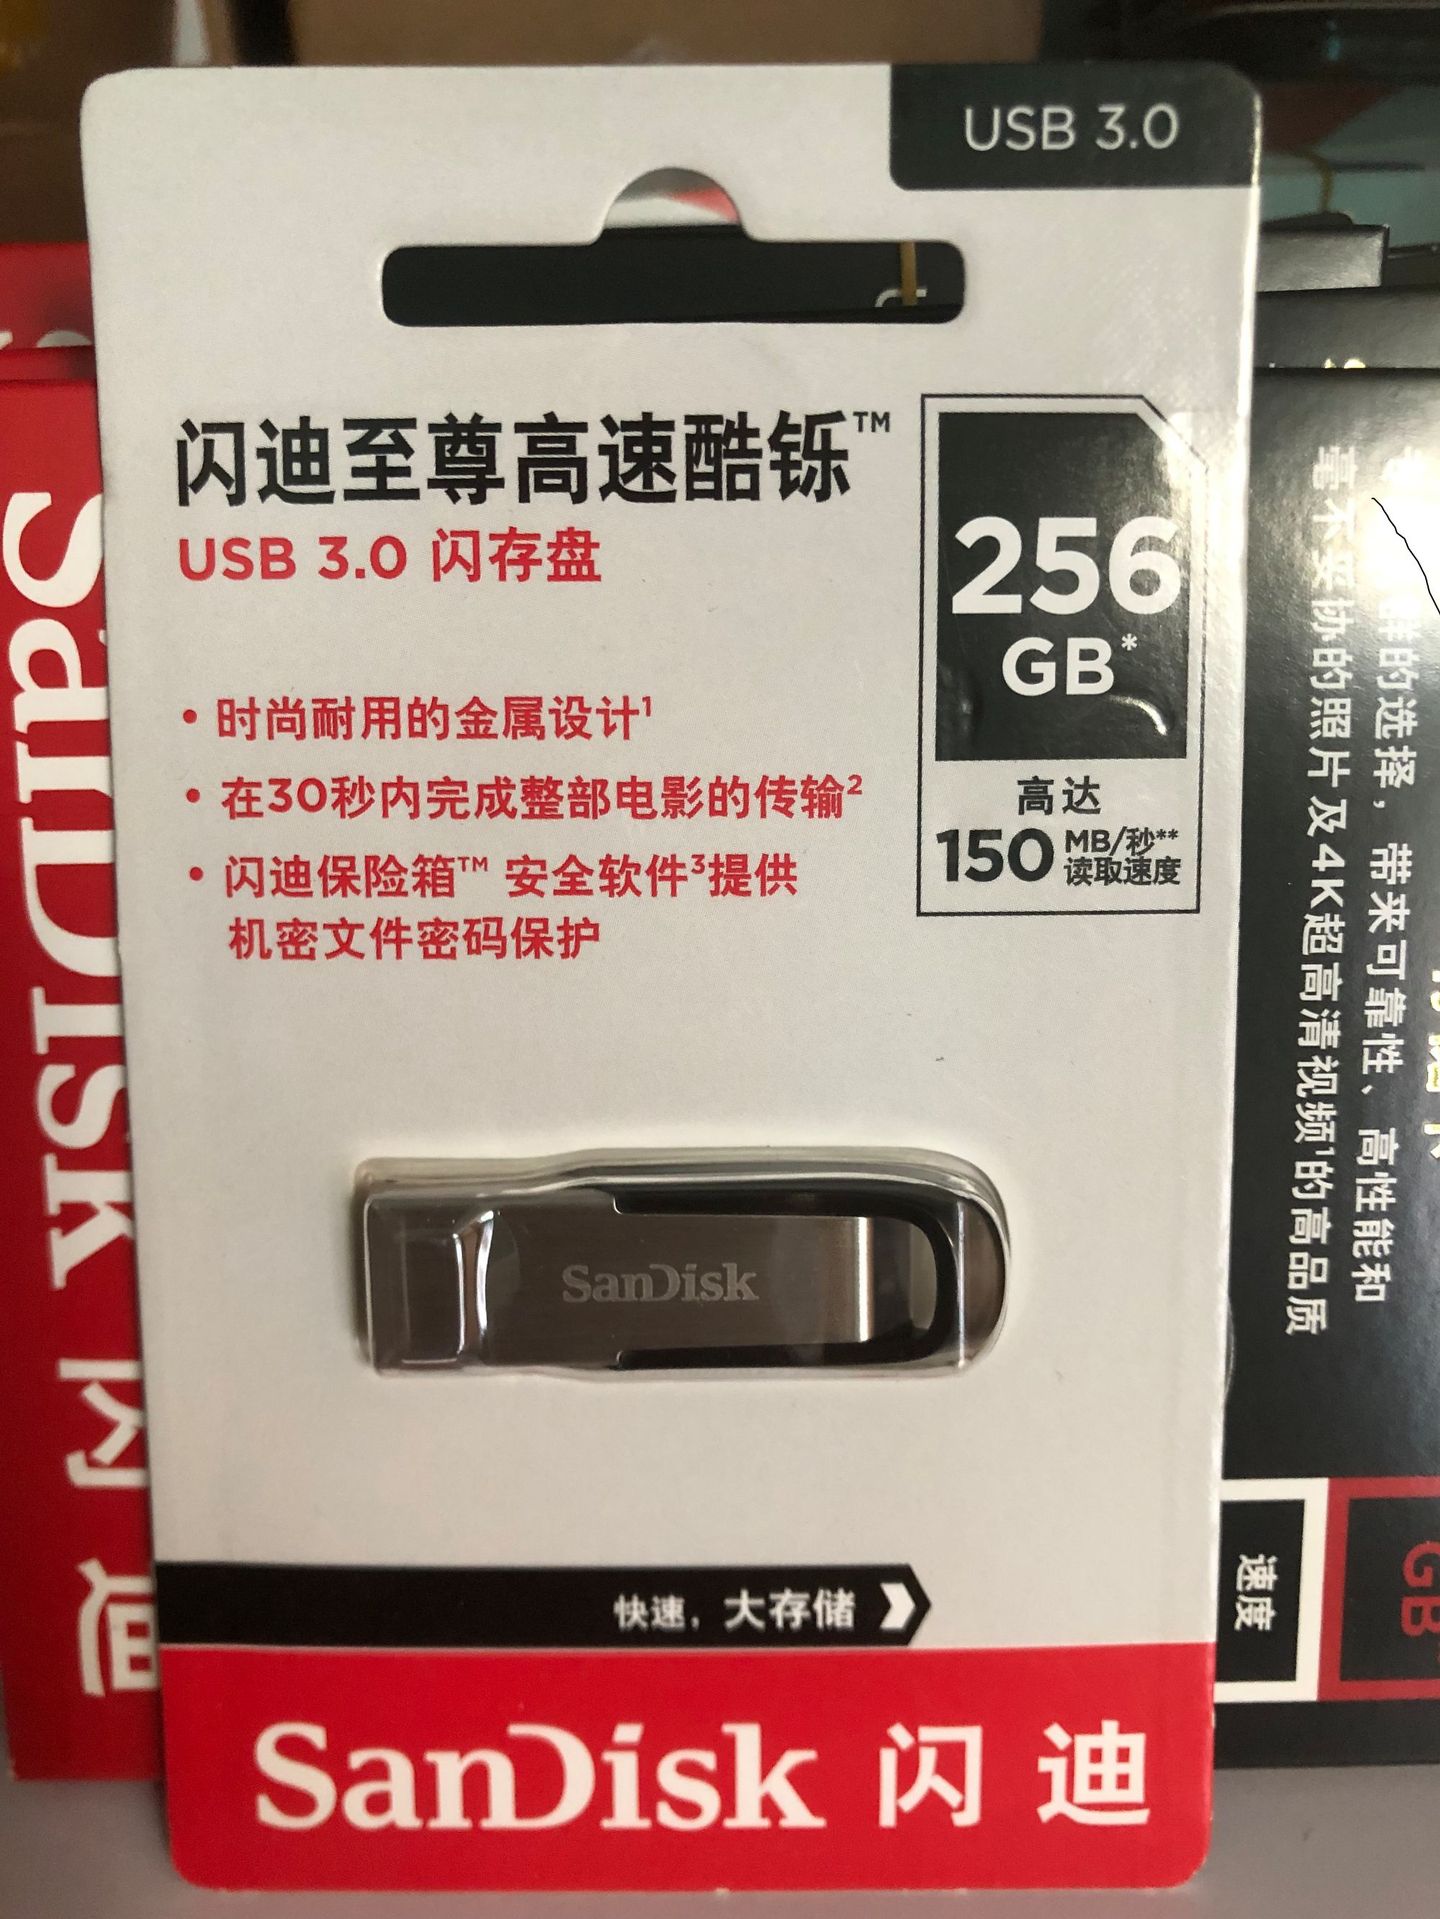 USB 3.0
闪迪至尊高速酷铄™
USB 3.0 闪存盘
• 时尚耐用的金属设计¹
• 在30秒内完成整部电影的传输²
• 闪迪保险箱™ 安全软件³提供
机密文件密码保护
256
GB*
高达
150 MB/秒**
读取速度
SanDisk
快速，大存储
SanDisk 闪迪
SanDisk 闪迪
的选择，带来可靠性、高性能和
毫不妥协的照片及4K超高清视频¹的高品质
速度
GB